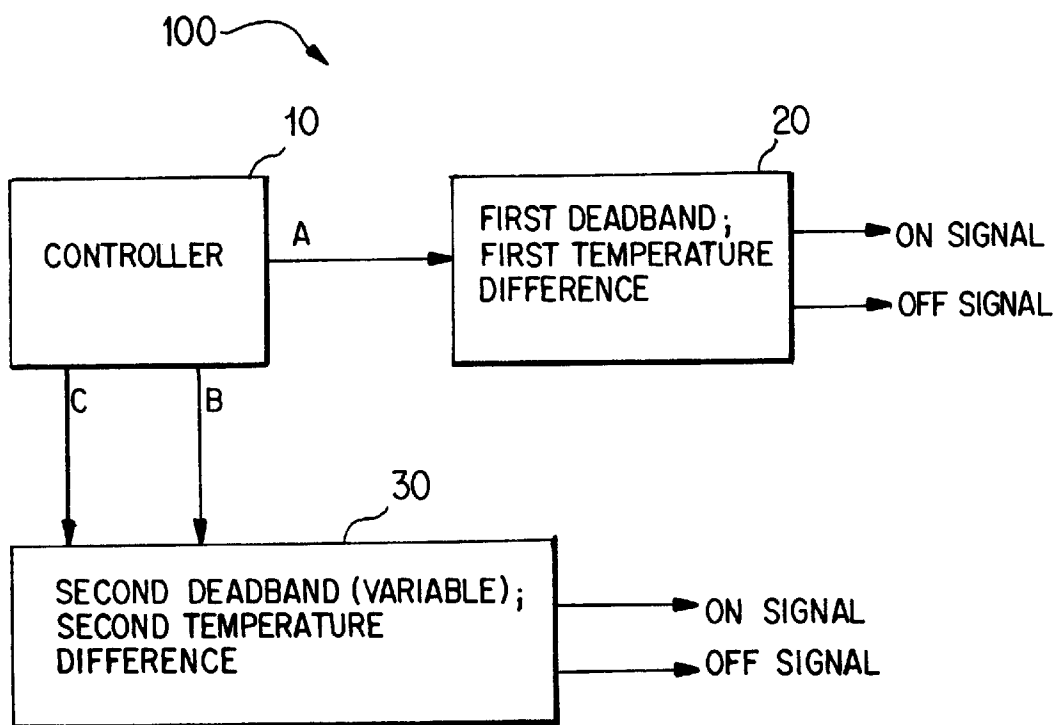 100
10
20
CONTROLLER
A
FIRST DEADBAND;
FIRST TEMPERATURE
DIFFERENCE
ON SIGNAL
OFF SIGNAL
C
B
30
SECOND DEADBAND (VARIABLE);
SECOND TEMPERATURE
DIFFERENCE
ON SIGNAL
OFF SIGNAL